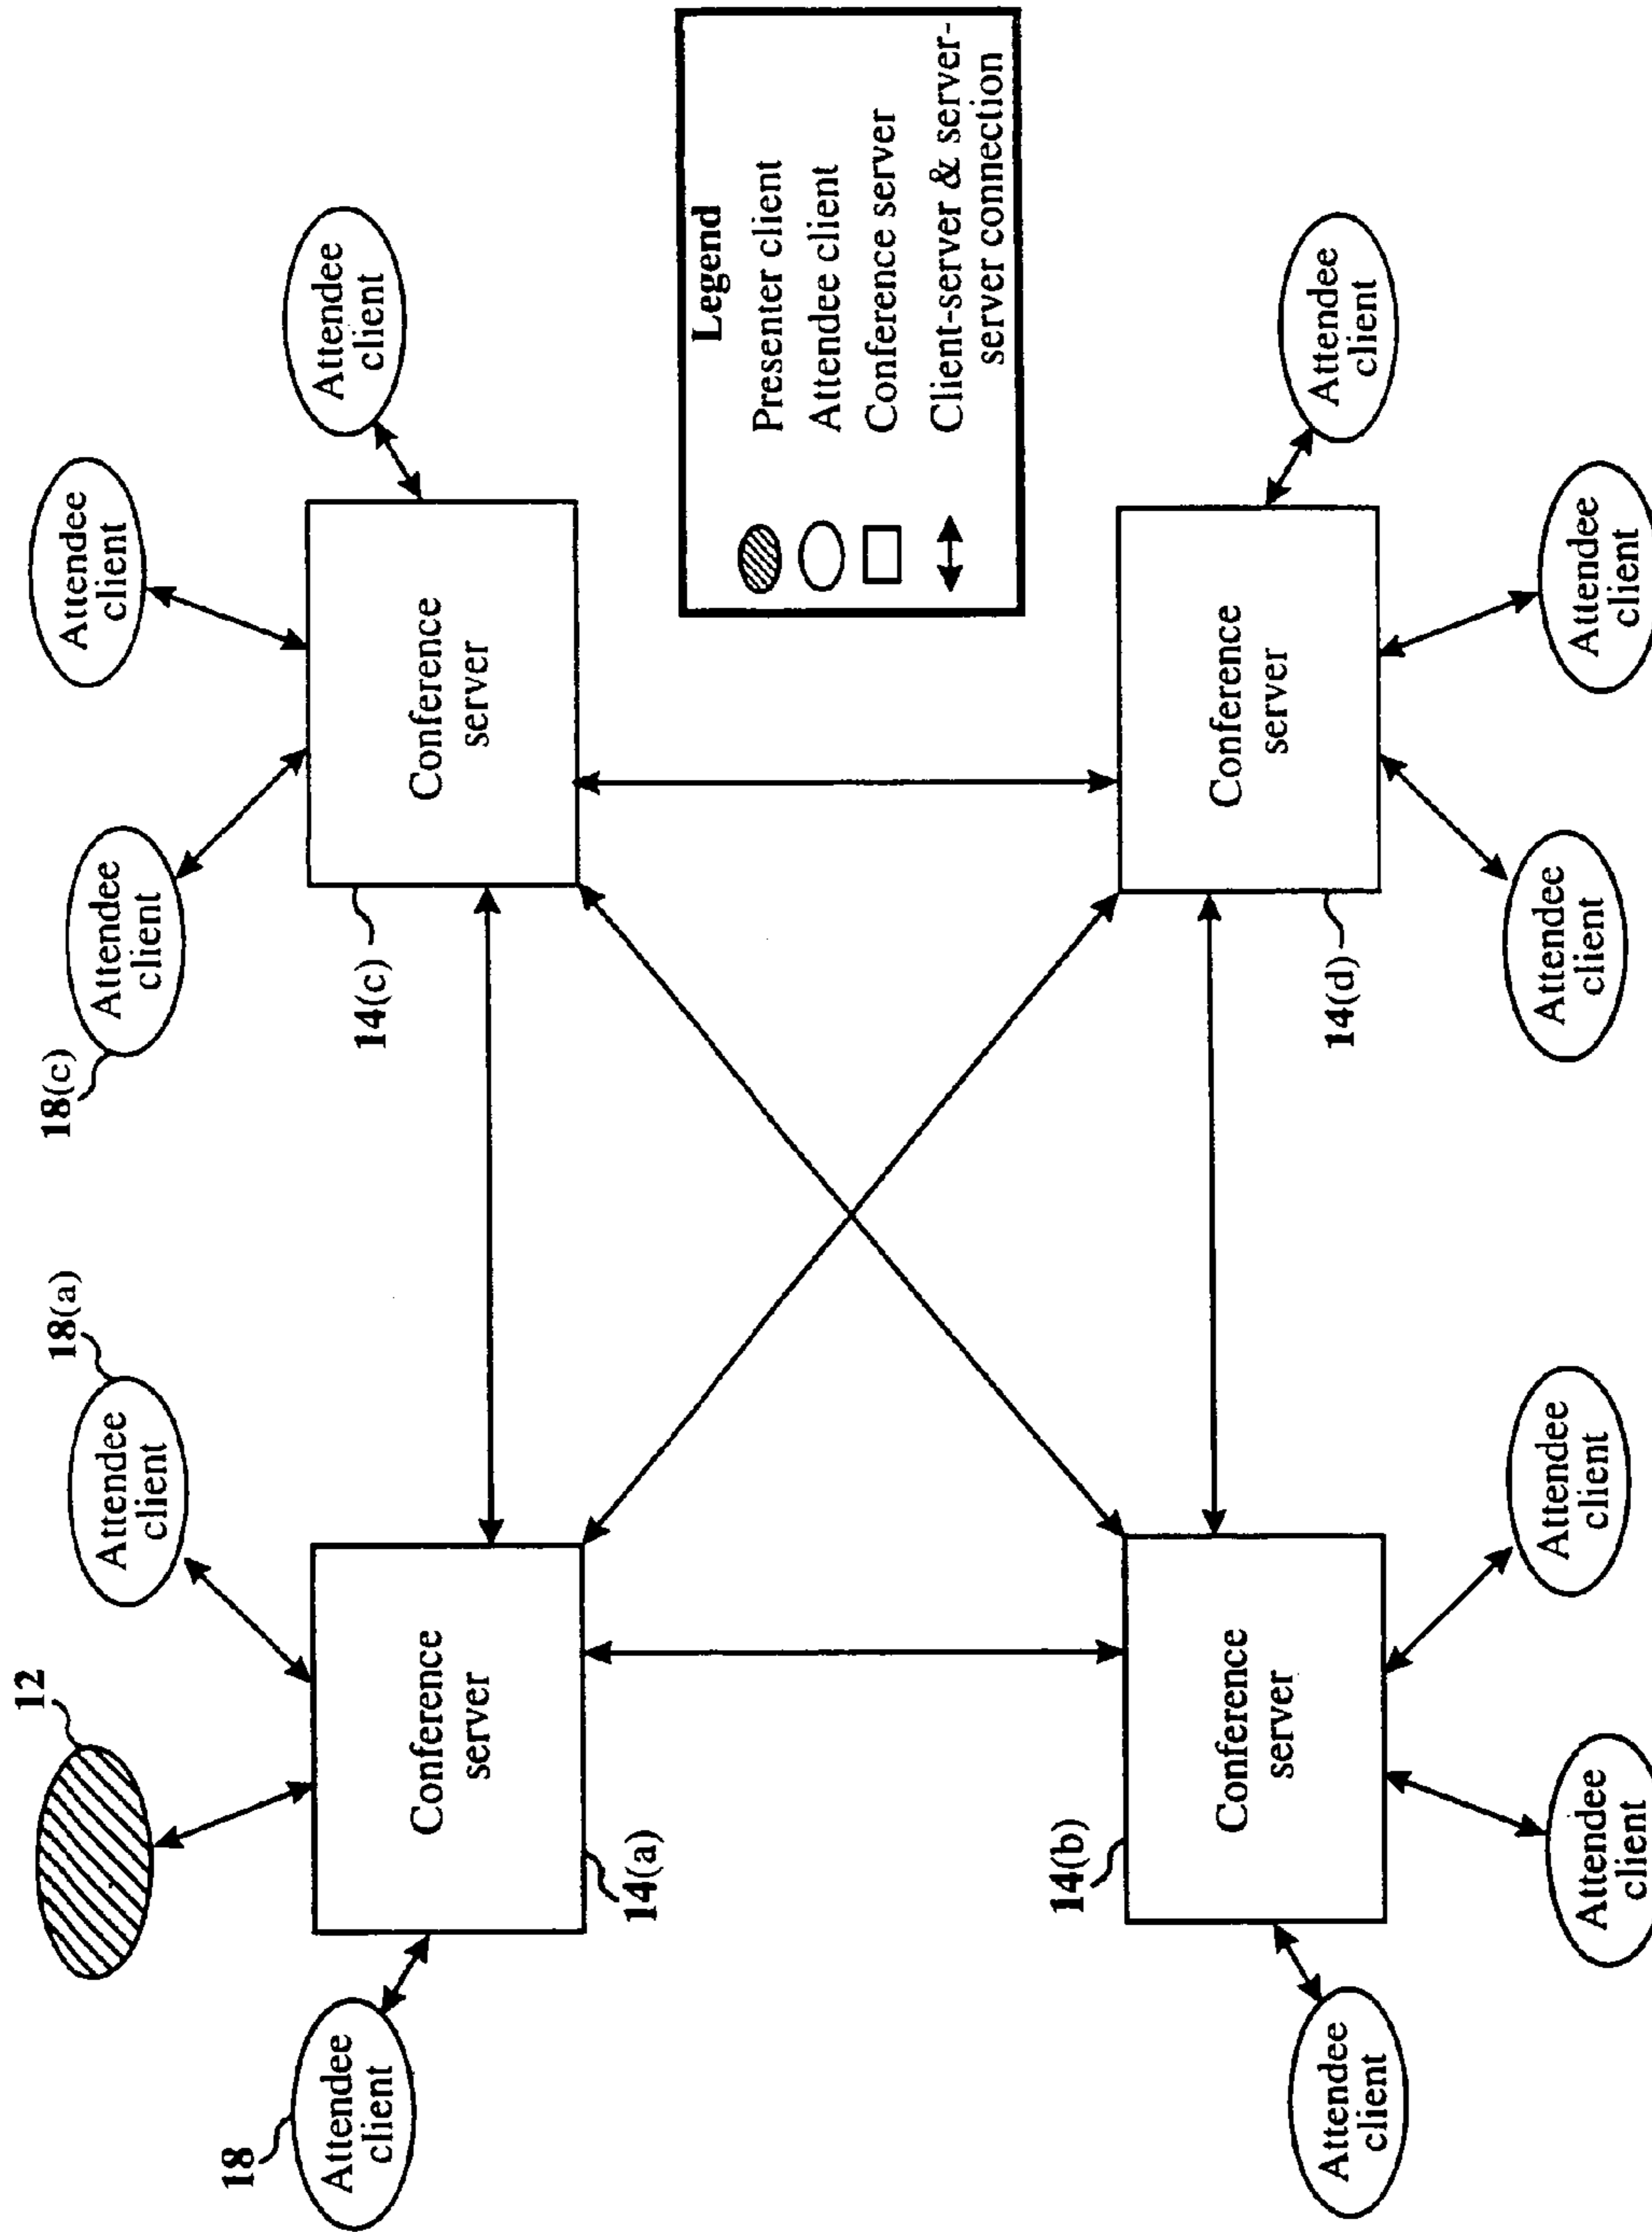 12
18(a)
18(c)
Attendee
client
Attendee
client
Attendee
client
18
Attendee
client
Conference
server
14(a)
Conference
server
14(c)
Attendee
client
14(b)
Conference
server
14(d)
Conference
server
Attendee
client
Attendee
client
Attendee
client
Attendee
client
Attendee
client
Attendee
client
Attendee
client
Legend
Presenter client
Attendee client
Conference server
Client-server & server-
server connection